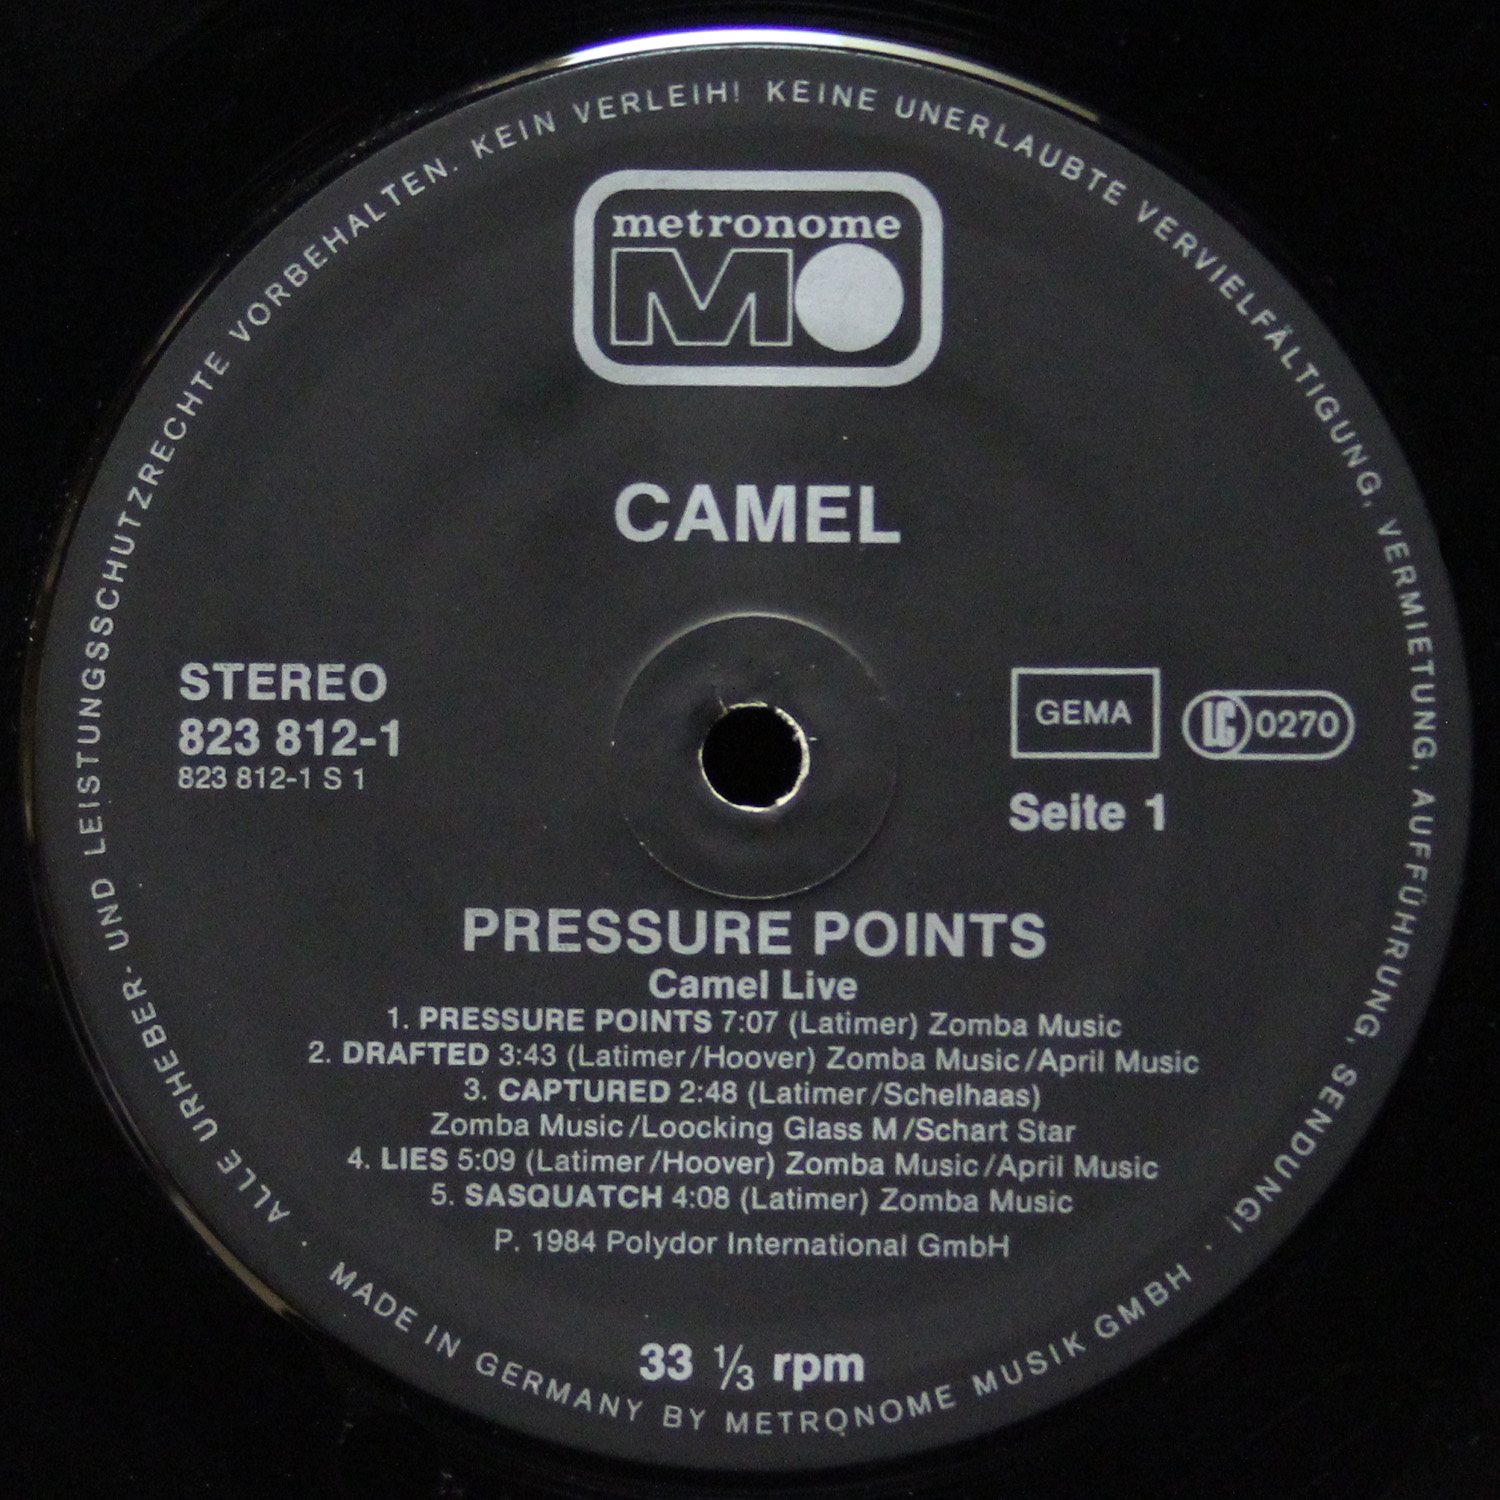 ALLE URHEBER- UND LEISTUNGSSCHUTZRECHTE VORBEHALTEN. KEIN VERLEIH! KEINE UNERLAUBTE VERVIELFÄLTIGUNG, VERMIETUNG, AUFFÜHRUNG, SENDUNG!
metronome
MO
CAMEL
STEREO
823 812-1
823 812-1 S 1
GEMA
LC 0270
Seite 1
PRESSURE POINTS
Camel Live
1. PRESSURE POINTS 7:07 (Latimer) Zomba Music
2. DRAFTED 3:43 (Latimer/Hoover) Zomba Music/April Music
3. CAPTURED 2:48 (Latimer/Schelhaas)
Zomba Music/Loocking Glass M/Schart Star
4. LIES 5:09 (Latimer/Hoover) Zomba Music/April Music
5. SASQUATCH 4:08 (Latimer) Zomba Music
P. 1984 Polydor International GmbH
33 1/3 rpm
· MADE IN GERMANY BY METRONOME MUSIK GMBH ·